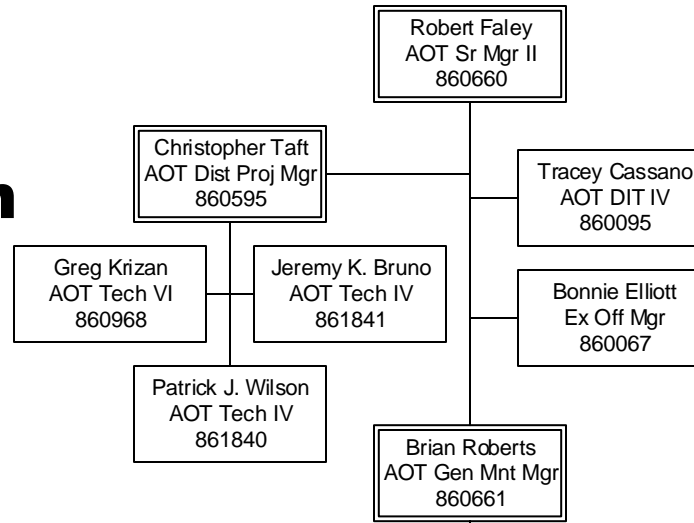 Robert Faley
AOT Sr Mgr II
860660
Christopher Taft
AOT Dist Proj Mgr
860595
Tracey Cassano
AOT DIT IV
860095
Greg Krizan
AOT Tech VI
860968
Jeremy K. Bruno
AOT Tech IV
861841
Bonnie Elliott
Ex Off Mgr
860067
Patrick J. Wilson
AOT Tech IV
861840
Brian Roberts
AOT Gen Mnt Mgr
860661